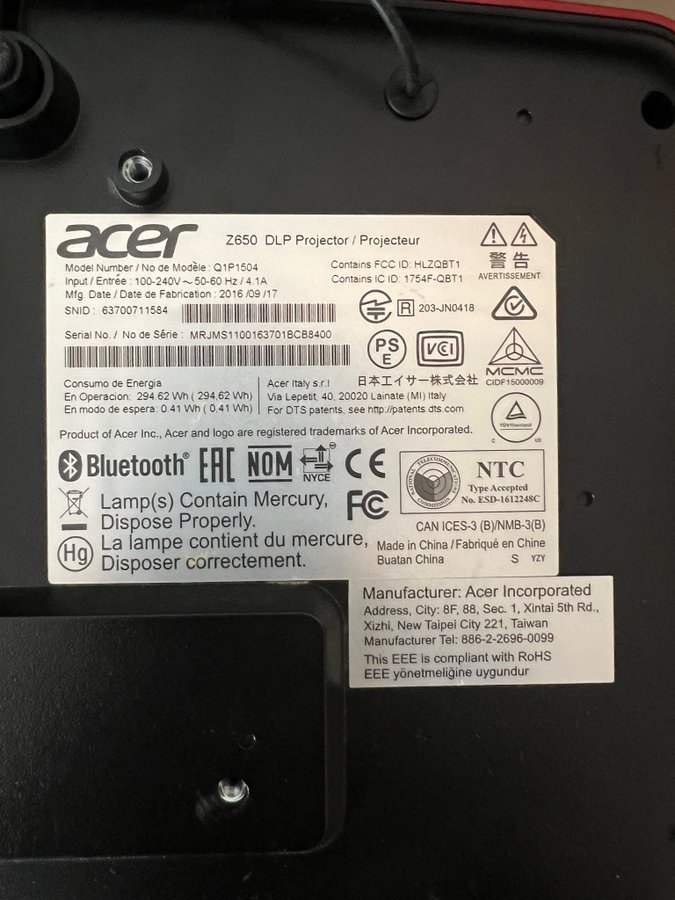 acer
Z650 DLP Projector / Projecteur
Model Number / No de Modèle : Q1P1504
Input / Entrée : 100-240V ~ 50-60 Hz / 4.1A
Mfg. Date / Date de Fabrication : 2016 /09 /17
SNID : 63700711584
Serial No. / No de Série : MRJMS1100163701BCB8400
Contains FCC ID: HLZQBT1
Contains IC ID: 1754F-QBT1
警告
AVERTISSEMENT
R 203-JN0418
PS E
VCI
MCMC
CIDF15000009
Consumo de Energia
En Operacion: 294.62 Wh ( 294.62 Wh)
En modo de espera: 0.41 Wh ( 0.41 Wh)
Acer Italy s.r.l
Via Lepetit, 40, 20020 Lainate (MI) Italy
For DTS patents, see http://patents.dts.com
日本エイサー株式会社
TÜVRheinland
C US
Product of Acer Inc., Acer and logo are registered trademarks of Acer Incorporated.
Bluetooth®
EAC
NOM
NYCE
CE
FC
NATIONAL TELECOMMUNICATIONS COMMISSION
NTC
Type Accepted
No. ESD-1612248C
Lamp(s) Contain Mercury,
Dispose Properly.
Hg
La lampe contient du mercure,
Disposer correctement.
CAN ICES-3 (B)/NMB-3(B)
Made in China / Fabriqué en Chine
Buatan China
S YZY
Manufacturer: Acer Incorporated
Address, City: 8F, 88, Sec. 1, Xintai 5th Rd.,
Xizhi, New Taipei City 221, Taiwan
Manufacturer Tel: 886-2-2696-0099
This EEE is compliant with RoHS
EEE yönetmeliğine uygundur